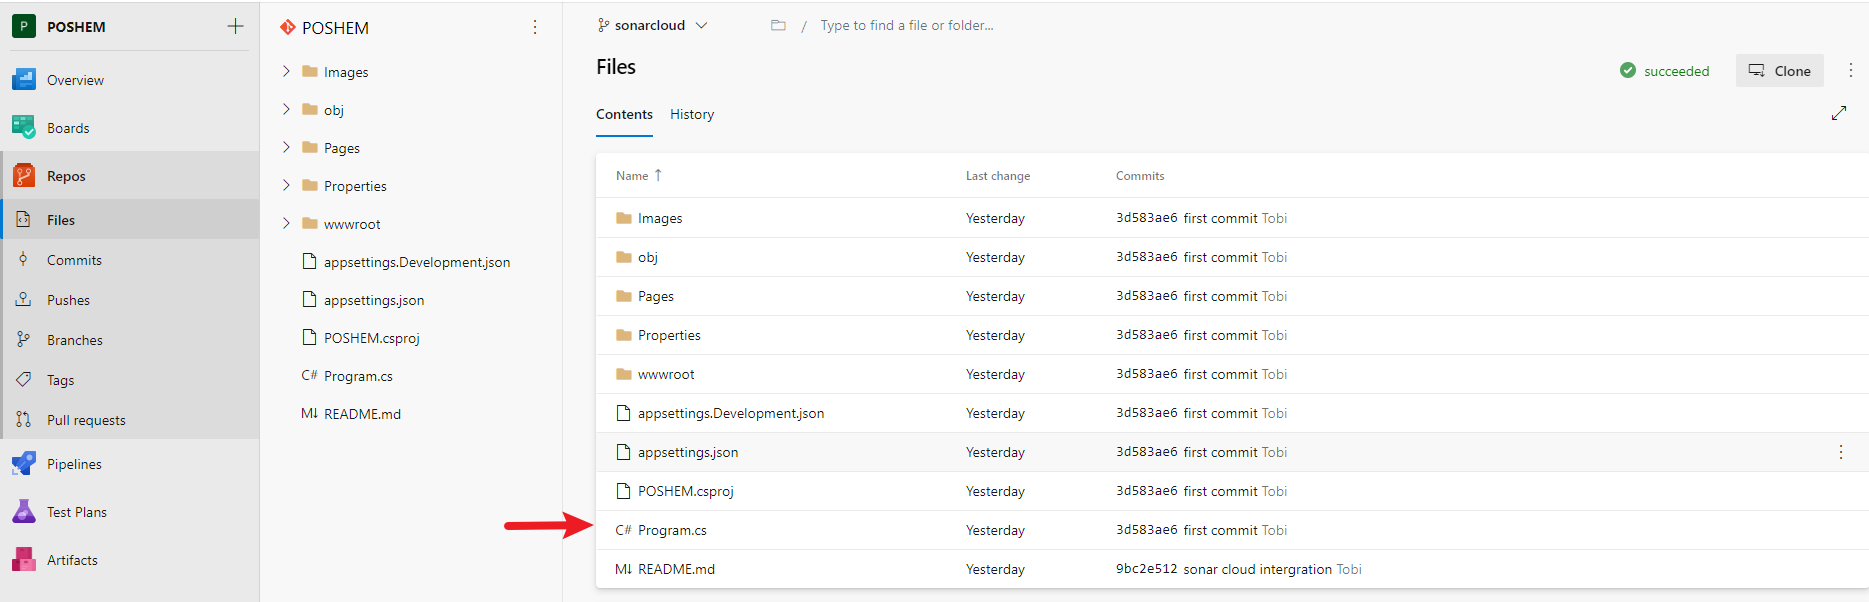 P POSHEM
Overview
Boards
Repos
Files
Commits
Pushes
Branches
Tags
Pull requests
Pipelines
Test Plans
Artifacts
POSHEM
Images
obj
Pages
Properties
wwwroot
appsettings.Development.json
appsettings.json
POSHEM.csproj
C# Program.cs
M↓ README.md
sonarcloud / Type to find a file or folder...
Files
succeeded Clone
Contents History
Name ↑ Last change Commits
Images Yesterday 3d583ae6 first commit Tobi
obj Yesterday 3d583ae6 first commit Tobi
Pages Yesterday 3d583ae6 first commit Tobi
Properties Yesterday 3d583ae6 first commit Tobi
wwwroot Yesterday 3d583ae6 first commit Tobi
appsettings.Development.json Yesterday 3d583ae6 first commit Tobi
appsettings.json Yesterday 3d583ae6 first commit Tobi
POSHEM.csproj Yesterday 3d583ae6 first commit Tobi
C# Program.cs Yesterday 3d583ae6 first commit Tobi
M↓ README.md Yesterday 9bc2e512 sonar cloud intergration Tobi